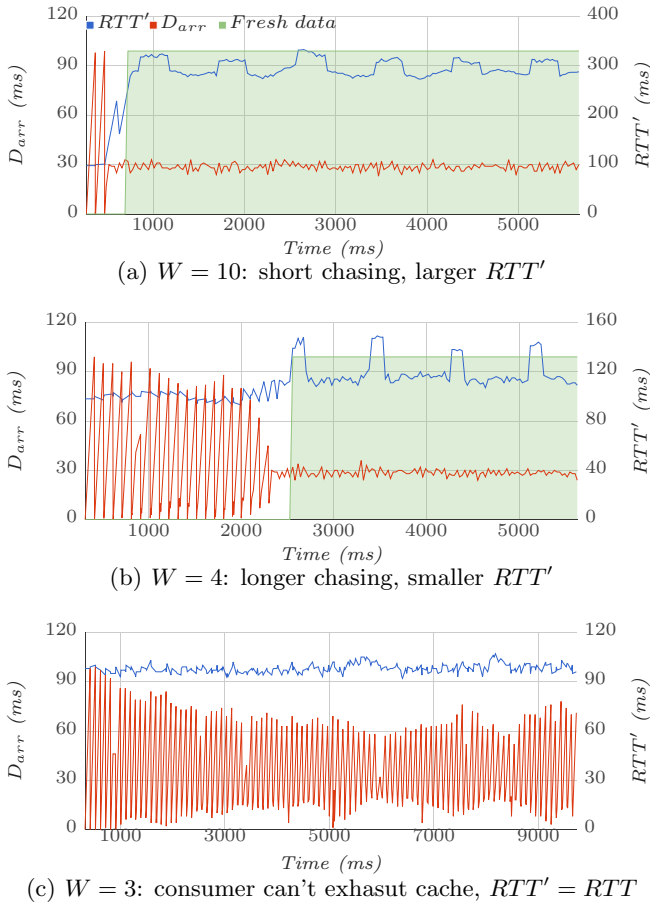 RTT′ D_arr Fresh data
120 400
90 300
60 200
30 100
0 0
D_arr (ms)
RTT′ (ms)
1000 2000 3000 4000 5000
Time (ms)
(a) W = 10: short chasing, larger RTT′
120 160
90 120
60 80
30 40
0 0
D_arr (ms)
RTT′ (ms)
1000 2000 3000 4000 5000
Time (ms)
(b) W = 4: longer chasing, smaller RTT′
120 130
90 100
60 60
30 30
0 0
D_arr (ms)
RTT′ (ms)
1000 3000 5000 7000 9000
Time (ms)
(c) W = 3: consumer can't exhasut cache, RTT′ = RTT